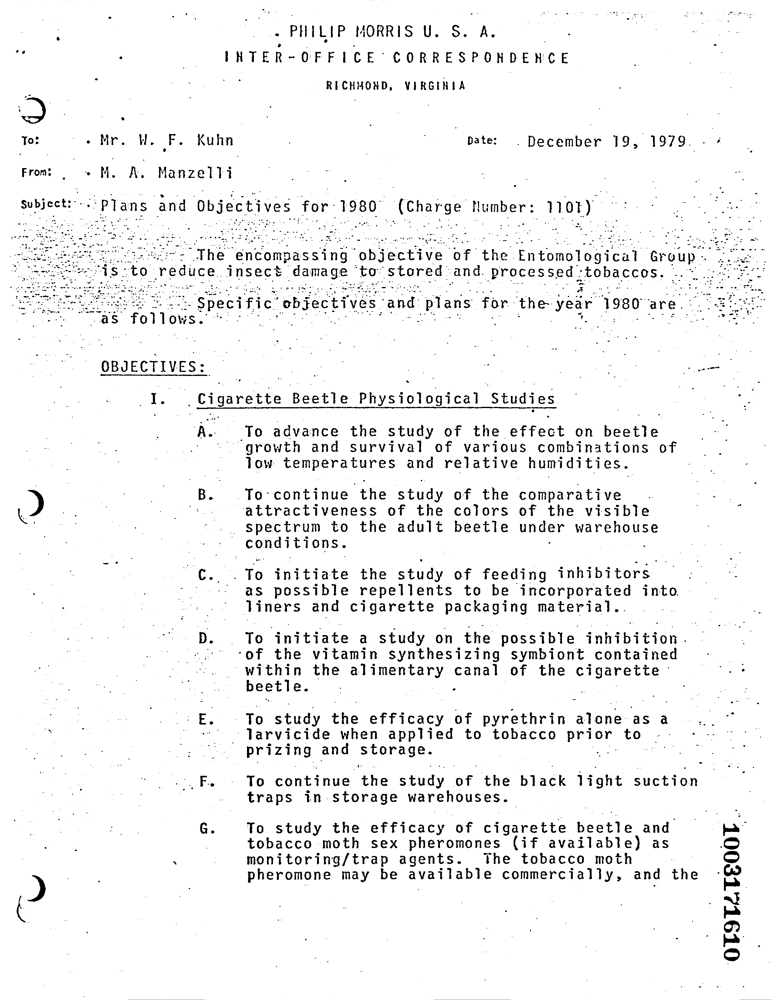 PHILIP MORRIS U. S. A.
INTER-OFFICE CORRESPONDENCE
RICHMOND, VIRGINIA
To: Mr. W. F. Kuhn Date: December 19, 1979
From: M. A. Manzelli
Subject: Plans and Objectives for 1980 (Charge Number: 1101)
The encompassing objective of the Entomological Group
is to reduce insect damage to stored and processed tobaccos.
Specific objectives and plans for the year 1980 are
as follows.
OBJECTIVES:
I. Cigarette Beetle Physiological Studies
A. To advance the study of the effect on beetle
growth and survival of various combinations of
low temperatures and relative humidities.
B. To continue the study of the comparative
attractiveness of the colors of the visible
spectrum to the adult beetle under warehouse
conditions.
C. To initiate the study of feeding inhibitors
as possible repellents to be incorporated into
liners and cigarette packaging material.
D. To initiate a study on the possible inhibition
of the vitamin synthesizing symbiont contained
within the alimentary canal of the cigarette
beetle.
E. To study the efficacy of pyrethrin alone as a
larvicide when applied to tobacco prior to
prizing and storage.
F. To continue the study of the black light suction
traps in storage warehouses.
G. To study the efficacy of cigarette beetle and
tobacco moth sex pheromones (if available) as
monitoring/trap agents. The tobacco moth
pheromone may be available commercially, and the
1003171610